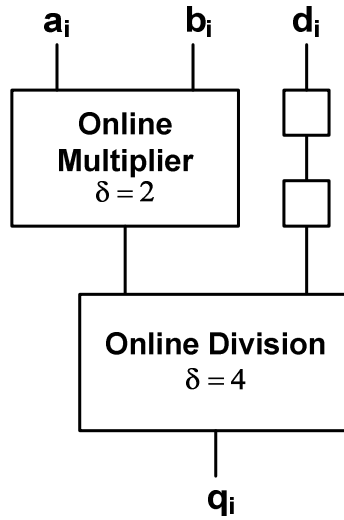 aᵢ bᵢ dᵢ
Online
Multiplier
δ = 2
Online Division
δ = 4
qᵢ